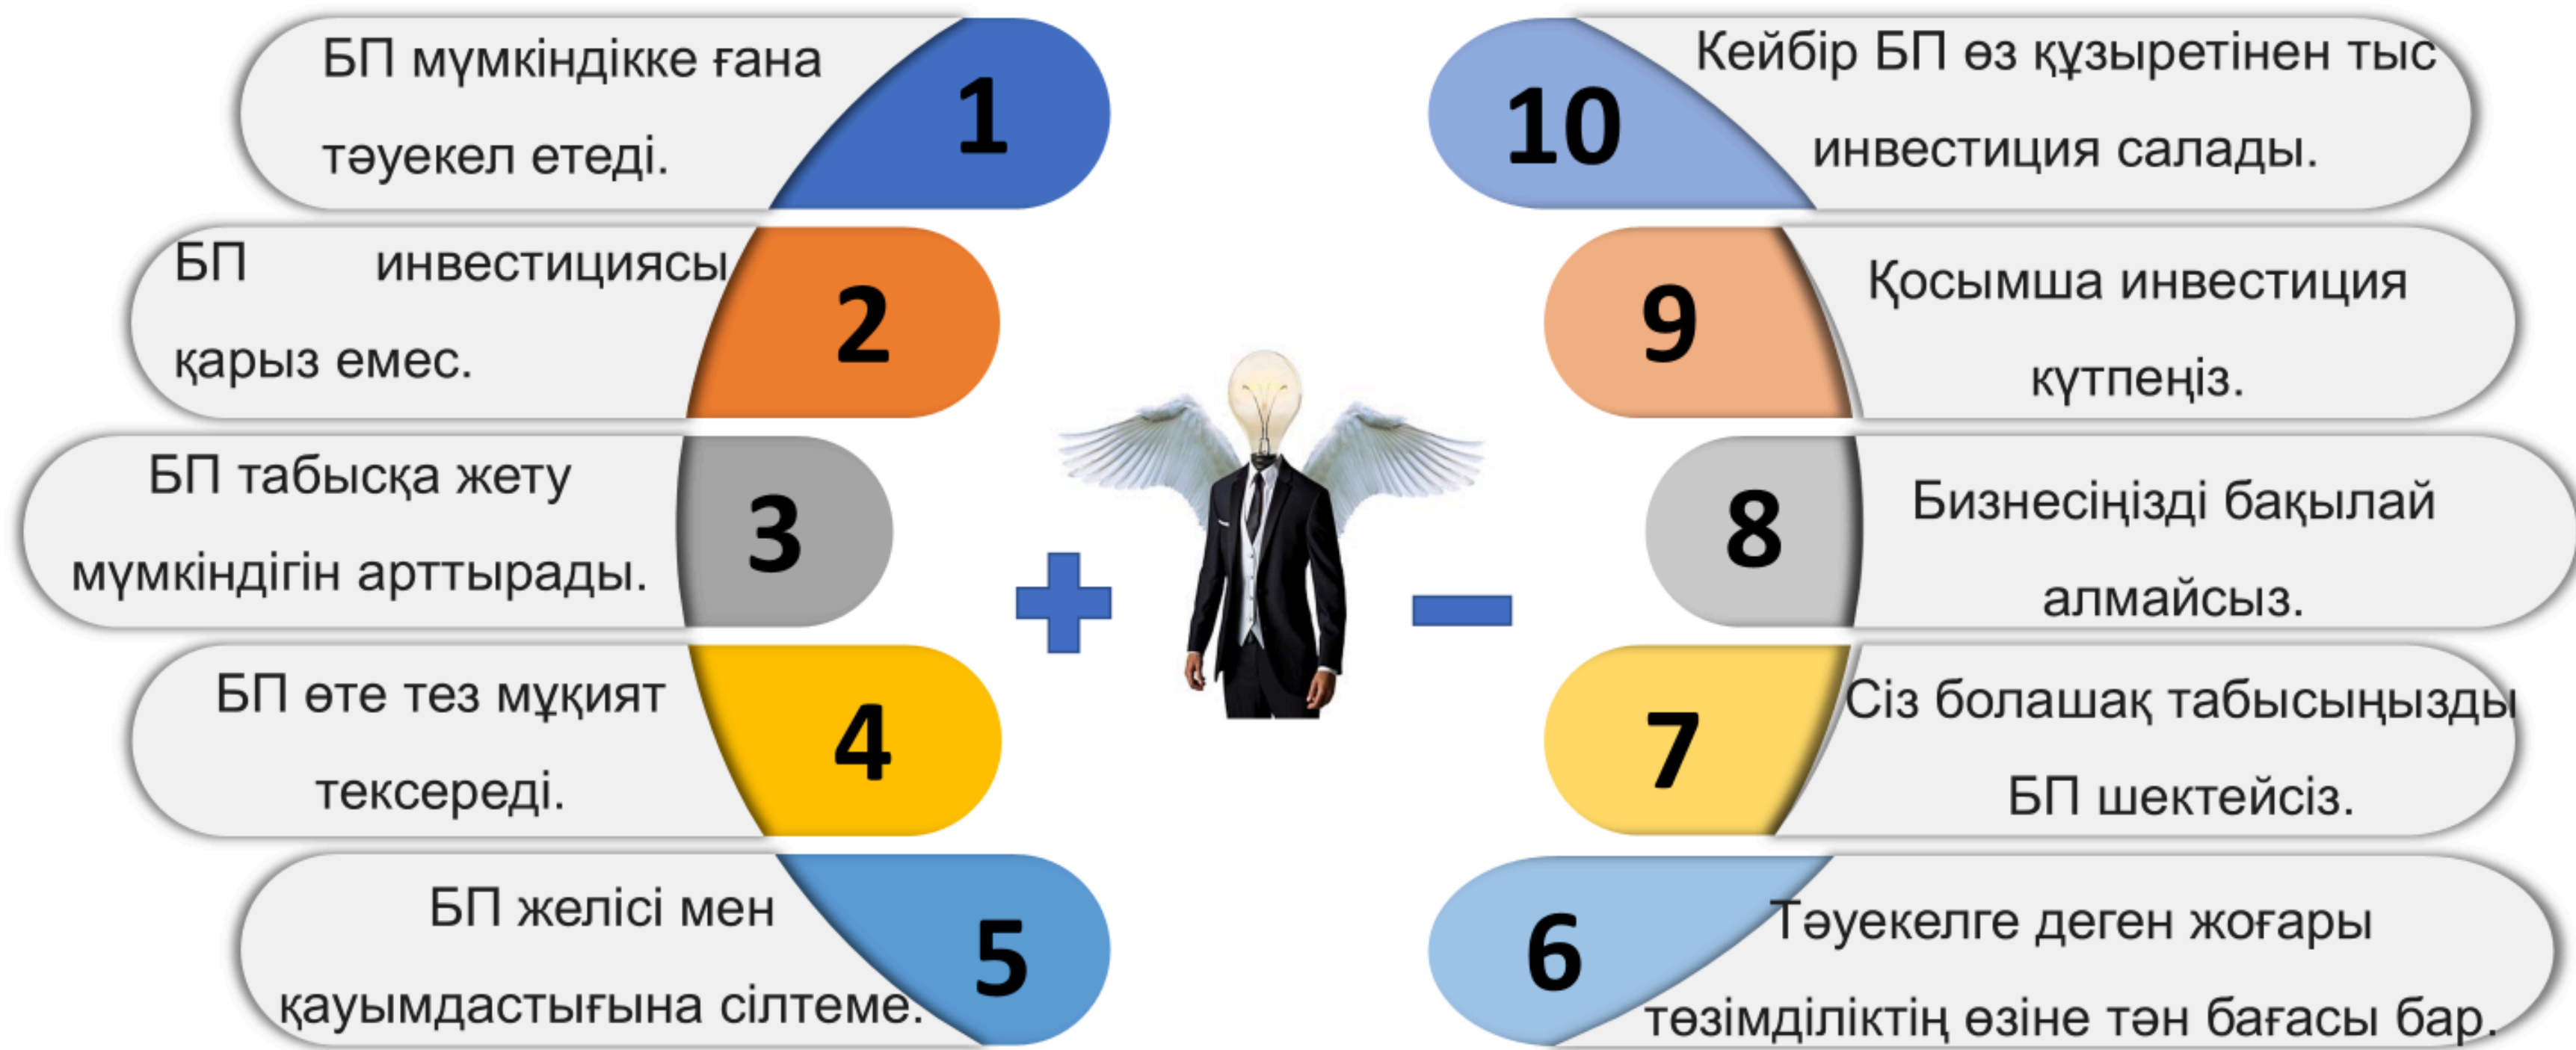 1
БП мүмкіндікке ғана
тәуекел етеді.
2
БП инвестициясы
қарыз емес.
3
БП табысқа жету
мүмкіндігін арттырады.
4
БП өте тез мұқият
тексереді.
5
БП желісі мен
қауымдастығына сілтеме.
10
Кейбір БП өз құзыретінен тыс
инвестиция салады.
9
Қосымша инвестиция
күтпеңіз.
8
Бизнесіңізді бақылай
алмайсыз.
7
Сіз болашақ табысыңызды
БП шектейсіз.
6
Тәуекелге деген жоғары
төзімділіктің өзіне тән бағасы бар.